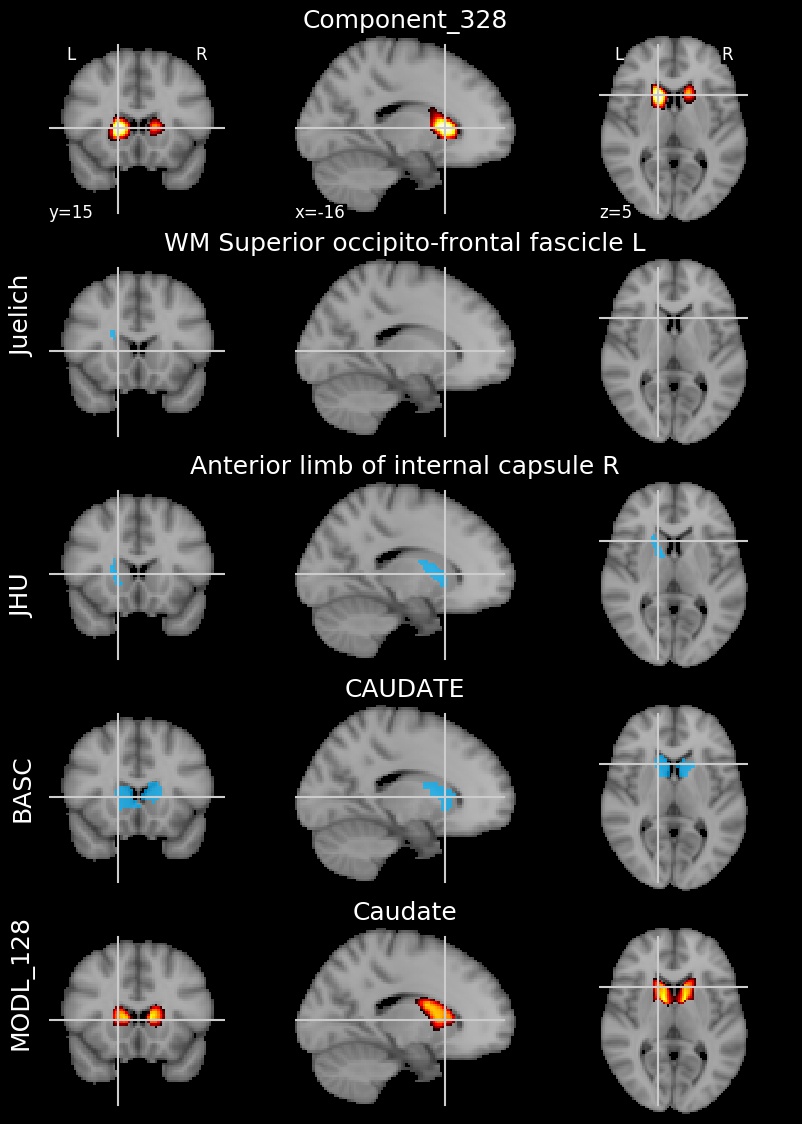 Component_328
L R L R
y=15 x=-16 z=5
WM Superior occipito-frontal fascicle L
Juelich
Anterior limb of internal capsule R
JHU
CAUDATE
BASC
Caudate
MODL_128